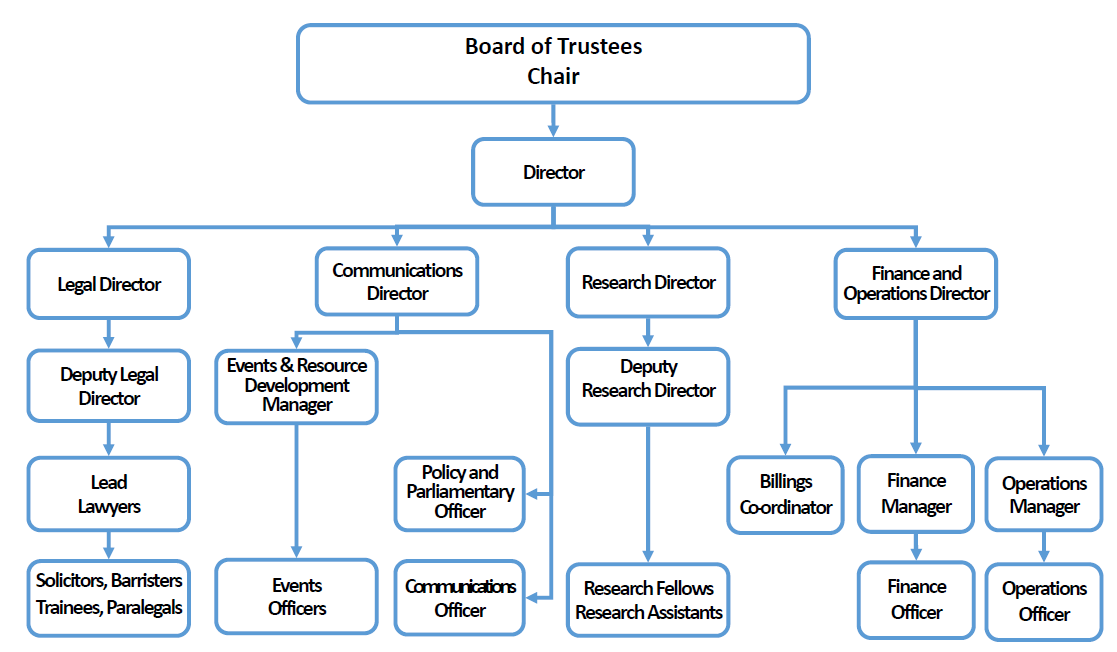 Board of Trustees
Chair
Director
Legal Director
Communications
Director
Research Director
Finance and
Operations Director
Deputy Legal
Director
Events & Resource
Development
Manager
Deputy
Research Director
Lead
Lawyers
Policy and
Parliamentary
Officer
Billings
Co-ordinator
Finance
Manager
Operations
Manager
Solicitors, Barristers
Trainees, Paralegals
Events
Officers
Communications
Officer
Research Fellows
Research Assistants
Finance
Officer
Operations
Officer